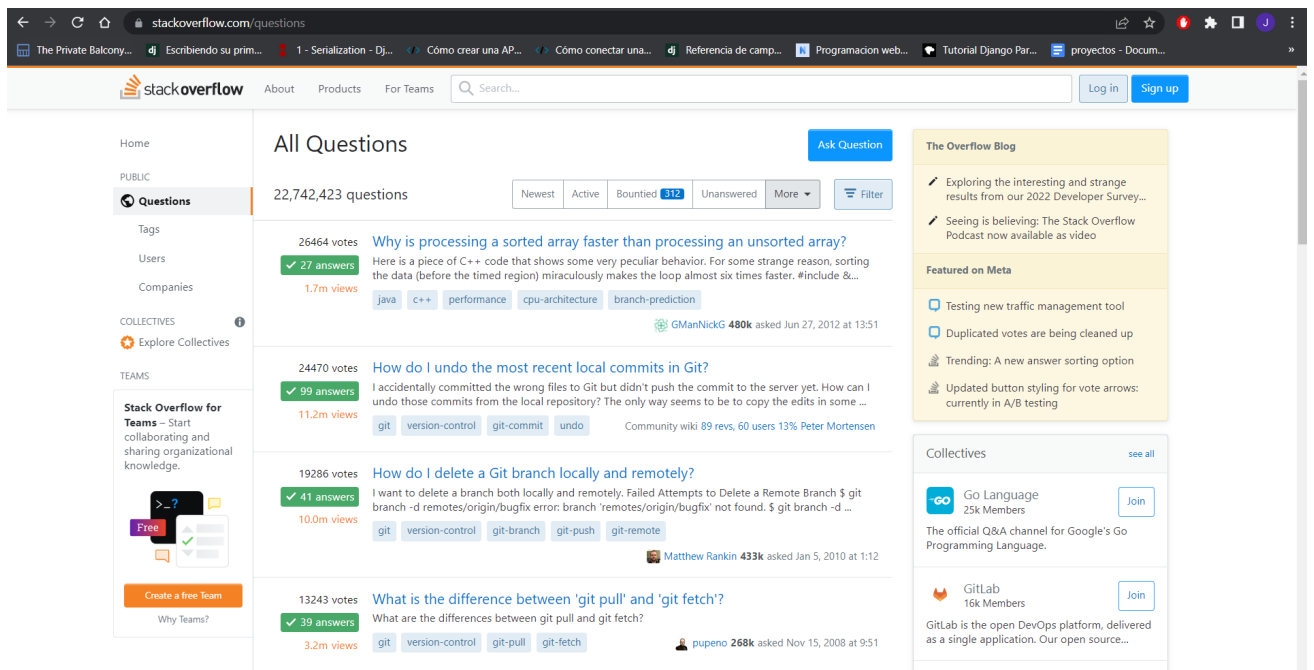 stackoverflow.com/questions
J
The Private Balcony...
Escribiendo su prim...
1 - Serialization - Dj...
Cómo crear una AP...
Cómo conectar una...
Referencia de camp...
Programacion web...
Tutorial Django Par...
proyectos - Docum...
»
stackoverflow
About
Products
For Teams
Search...
Log in
Sign up
Home
PUBLIC
Questions
Tags
Users
Companies
COLLECTIVES
Explore Collectives
TEAMS
Stack Overflow for
Teams – Start
collaborating and
sharing organizational
knowledge.
>_?
Free
Create a free Team
Why Teams?
All Questions
Ask Question
22,742,423 questions
Newest
Active
Bountied 312
Unanswered
More
Filter
26464 votes
27 answers
1.7m views
Why is processing a sorted array faster than processing an unsorted array?
Here is a piece of C++ code that shows some very peculiar behavior. For some strange reason, sorting
the data (before the timed region) miraculously makes the loop almost six times faster. #include &...
java c++ performance cpu-architecture branch-prediction
GManNickG 480k asked Jun 27, 2012 at 13:51
24470 votes
99 answers
11.2m views
How do I undo the most recent local commits in Git?
I accidentally committed the wrong files to Git but didn't push the commit to the server yet. How can I
undo those commits from the local repository? The only way seems to be to copy the edits in some ...
git version-control git-commit undo
Community wiki 89 revs, 60 users 13% Peter Mortensen
19286 votes
41 answers
10.0m views
How do I delete a Git branch locally and remotely?
I want to delete a branch both locally and remotely. Failed Attempts to Delete a Remote Branch $ git
branch -d remotes/origin/bugfix error: branch 'remotes/origin/bugfix' not found. $ git branch -d ...
git version-control git-branch git-push git-remote
Matthew Rankin 433k asked Jan 5, 2010 at 1:12
13243 votes
39 answers
3.2m views
What is the difference between 'git pull' and 'git fetch'?
What are the differences between git pull and git fetch?
git version-control git-pull git-fetch
pupeno 268k asked Nov 15, 2008 at 9:51
The Overflow Blog
Exploring the interesting and strange
results from our 2022 Developer Survey...
Seeing is believing: The Stack Overflow
Podcast now available as video
Featured on Meta
Testing new traffic management tool
Duplicated votes are being cleaned up
Trending: A new answer sorting option
Updated button styling for vote arrows:
currently in A/B testing
Collectives
see all
GO
Go Language
25k Members
Join
The official Q&A channel for Google's Go
Programming Language.
GitLab
16k Members
Join
GitLab is the open DevOps platform, delivered
as a single application. Our open source...